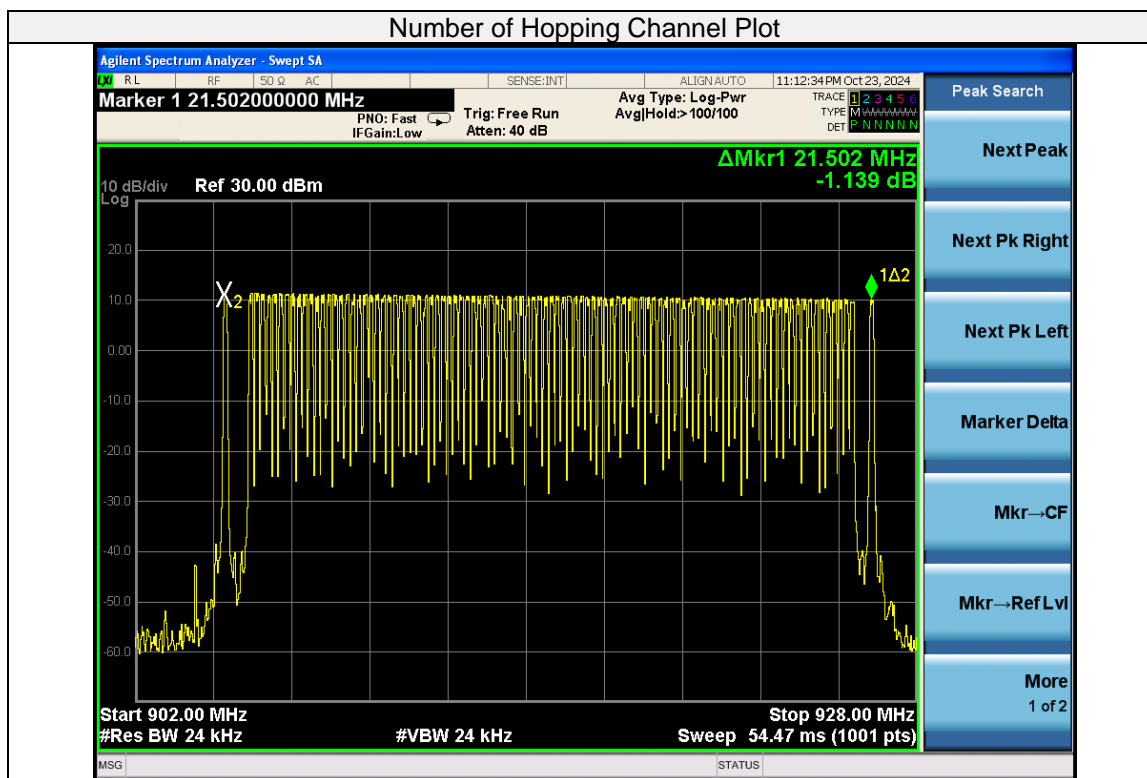 Number of Hopping Channel Plot
Agilent Spectrum Analyzer - Swept SA
LXI RL RF 50 Ω AC SENSE:INT ALIGN AUTO 11:12:34 PM Oct 23, 2024
Marker 1 21.502000000 MHz
PNO: Fast
IFGain:Low
Trig: Free Run
Atten: 40 dB
Avg Type: Log-Pwr
Avg|Hold:>100/100
TRACE 1 2 3 4 5 6
TYPE M
DET P N N N N N
ΔMkr1 21.502 MHz
-1.139 dB
10 dB/div Ref 30.00 dBm
Log
20.0
10.0
0.00
-10.0
-20.0
-30.0
-40.0
-50.0
-60.0
2
1Δ2
Start 902.00 MHz
Stop 928.00 MHz
#Res BW 24 kHz #VBW 24 kHz Sweep 54.47 ms (1001 pts)
MSG STATUS
Peak Search
Next Peak
Next Pk Right
Next Pk Left
Marker Delta
Mkr→CF
Mkr→Ref Lvl
More
1 of 2